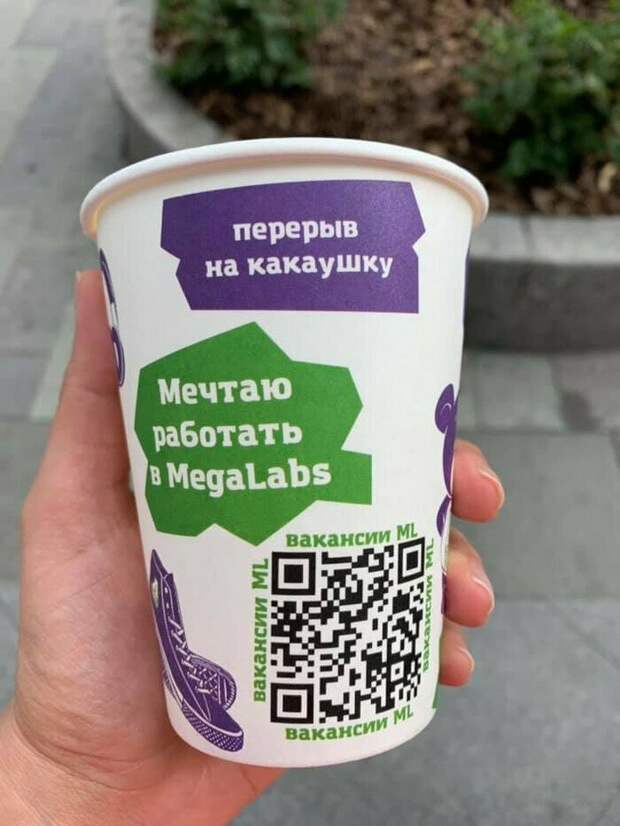 перерыв
на какаушку
Мечтаю
работать
в MegaLabs
вакансии ML
вакансии ML
вакансии ML
вакансии ML